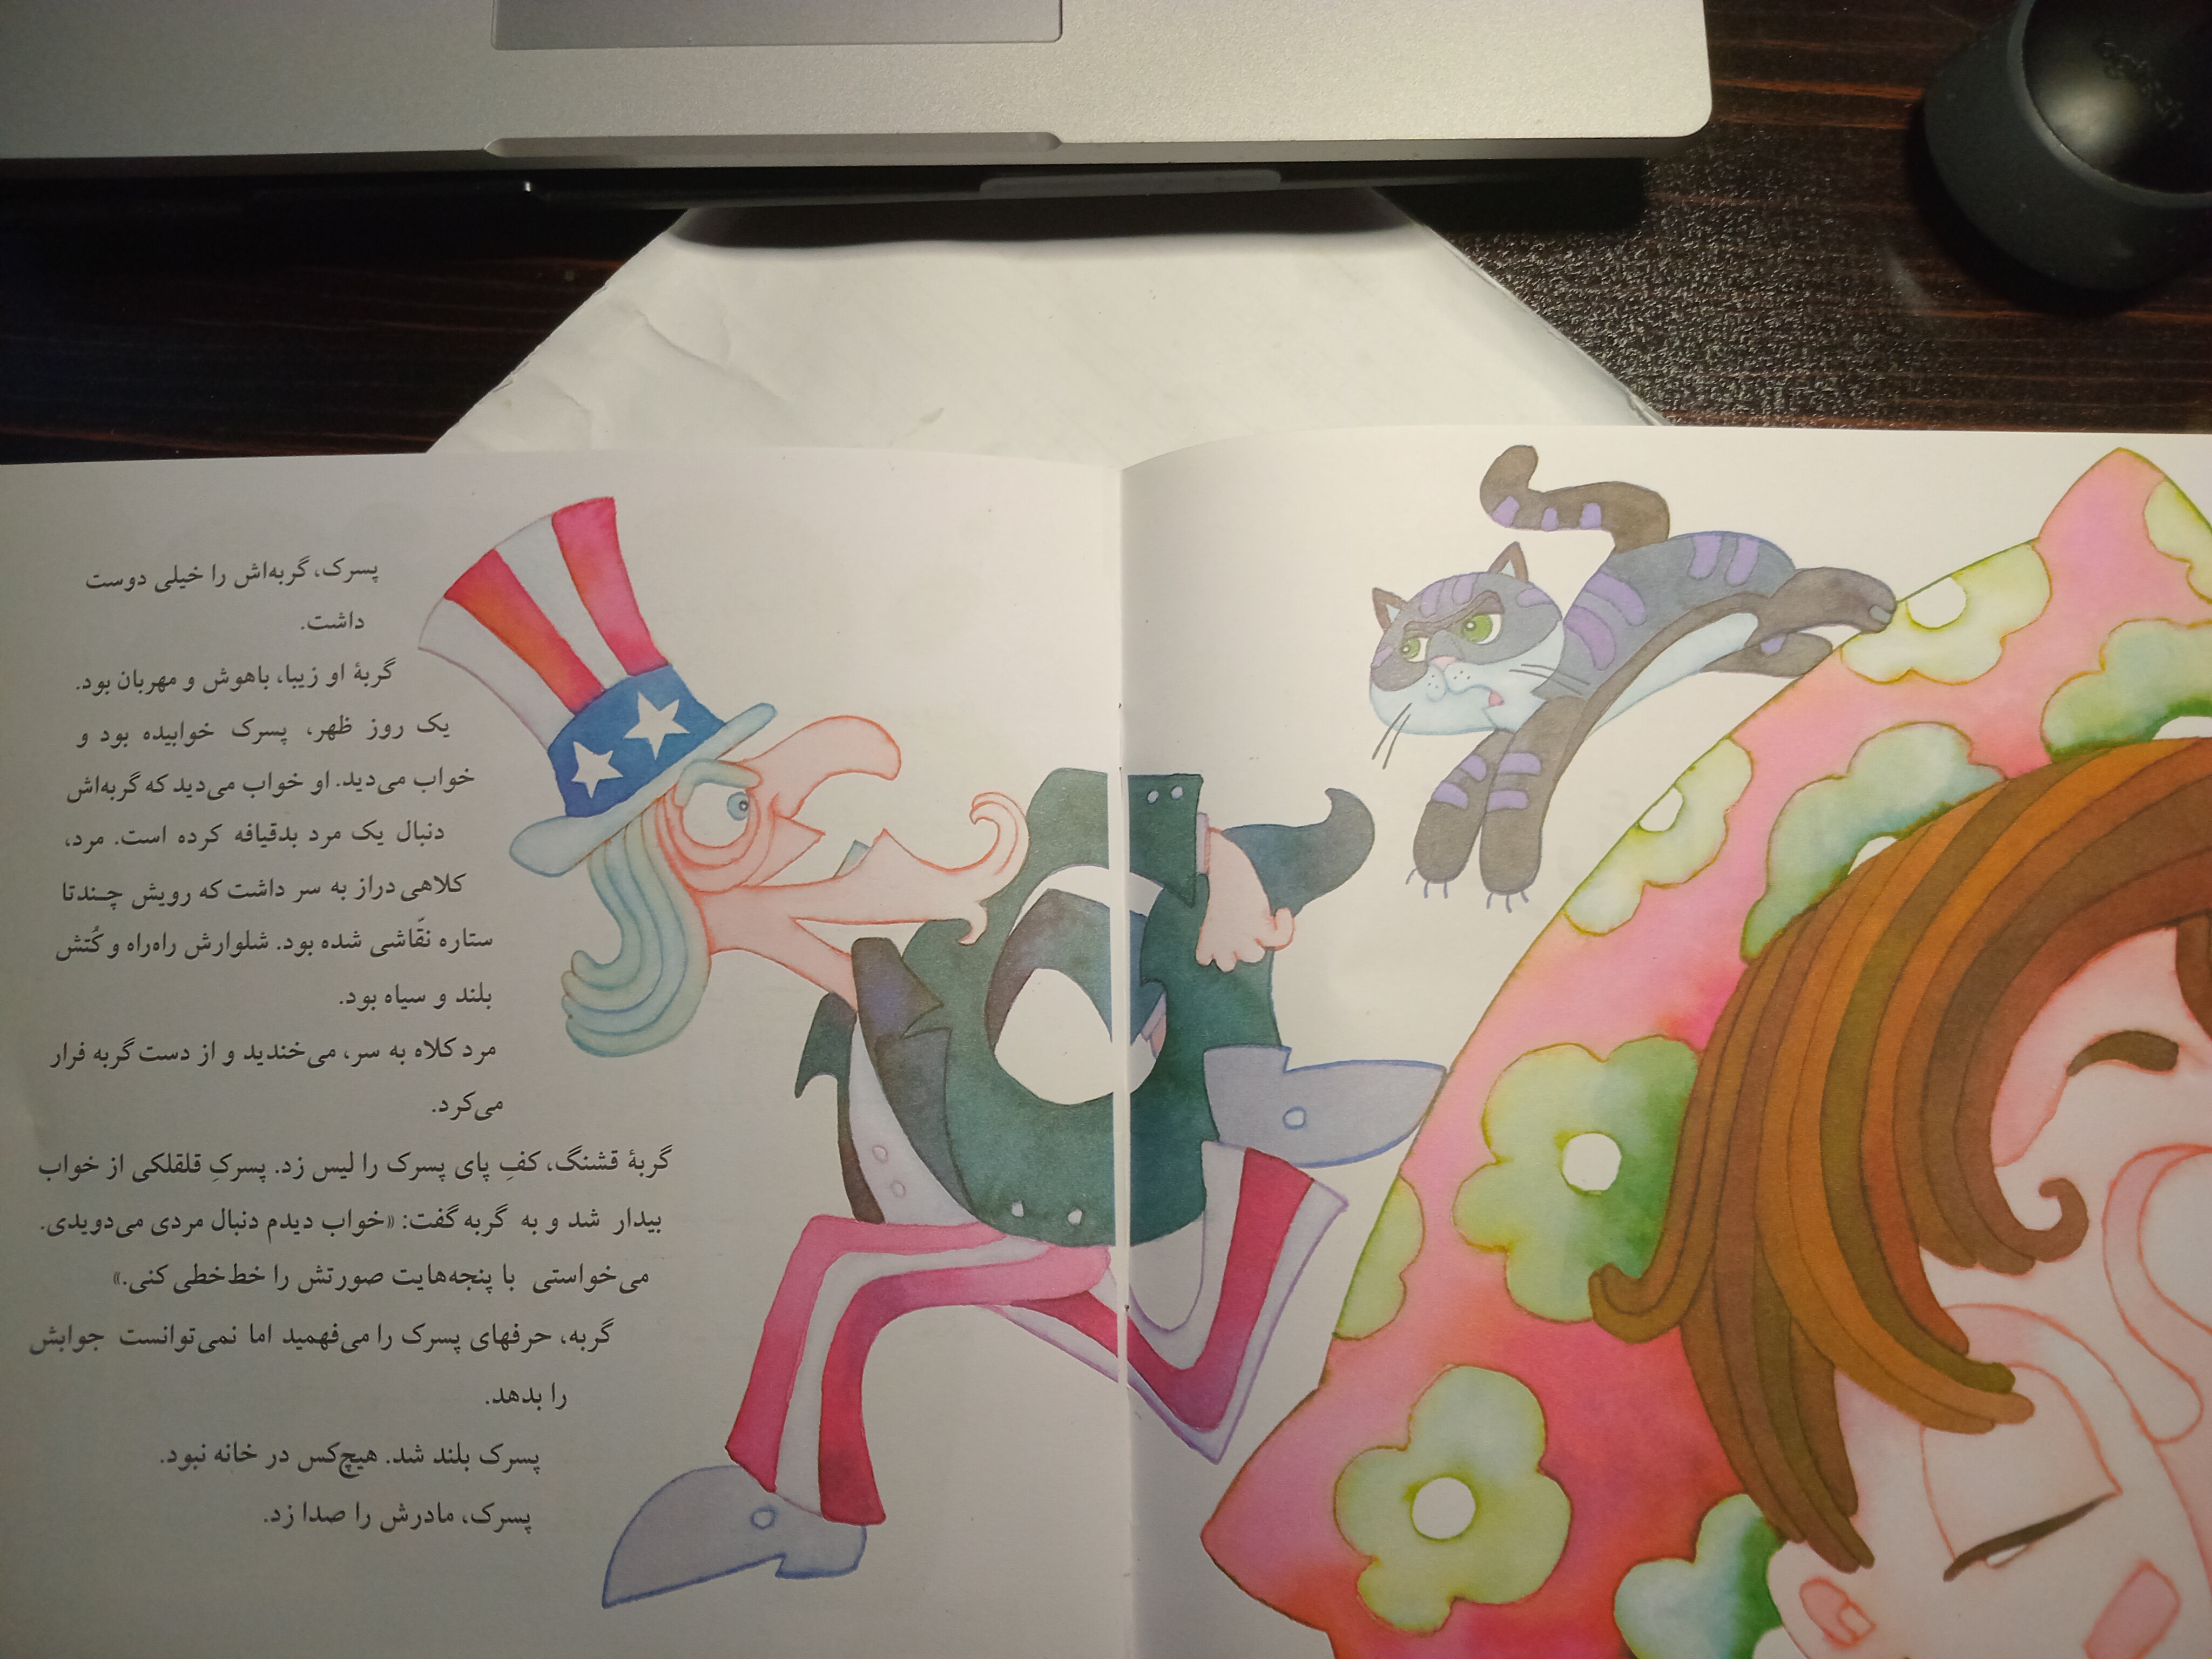 پسرک، گربه‌اش را خیلی دوست
داشت.
گربهٔ او زیبا، باهوش و مهربان بود.
یک روز ظهر، پسرک خوابیده بود و
خواب می‌دید. او خواب می‌دید که گربه‌اش
دنبال یک مرد بدقیافه کرده است. مرد،
کلاهی دراز به سر داشت که رویش چندتا
ستاره نقّاشی شده بود. شلوارش راه‌راه و کُتش
بلند و سیاه بود.
مرد کلاه به سر، می‌خندید و از دست گربه فرار
می‌کرد.
گربهٔ قشنگ، کفِ پای پسرک را لیس زد. پسرکِ قلقلکی از خواب
بیدار شد و به گربه گفت: «خواب دیدم دنبال مردی می‌دویدی.
می‌خواستی با پنجه‌هایت صورتش را خط‌خطی کنی.»
گربه، حرفهای پسرک را می‌فهمید اما نمی‌توانست جوابش
را بدهد.
پسرک بلند شد. هیچ‌کس در خانه نبود.
پسرک، مادرش را صدا زد.